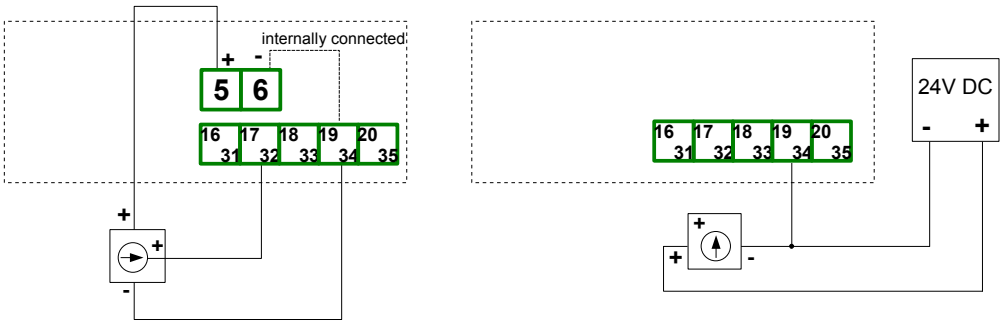 internally connected
+ -
5 6
16 17 18 19 20
31 32 33 34 35
+
+
-
24V DC
- +
16 17 18 19 20
31 32 33 34 35
+
+ -